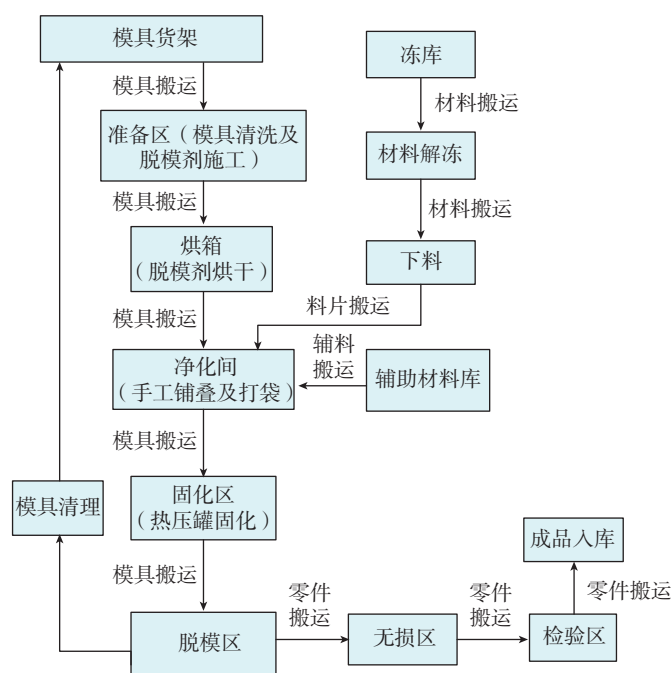 模具货架
冻库
模具搬运
材料搬运
准备区（模具清洗及
脱模剂施工）
材料解冻
模具搬运
材料搬运
烘箱
（脱模剂烘干）
下料
模具搬运
料片搬运
净化间
（手工铺叠及打袋）
辅料
搬运
辅助材料库
模具搬运
模具清理
固化区
（热压罐固化）
成品入库
模具搬运
零件
搬运
零件
搬运
零件搬运
脱模区
无损区
检验区